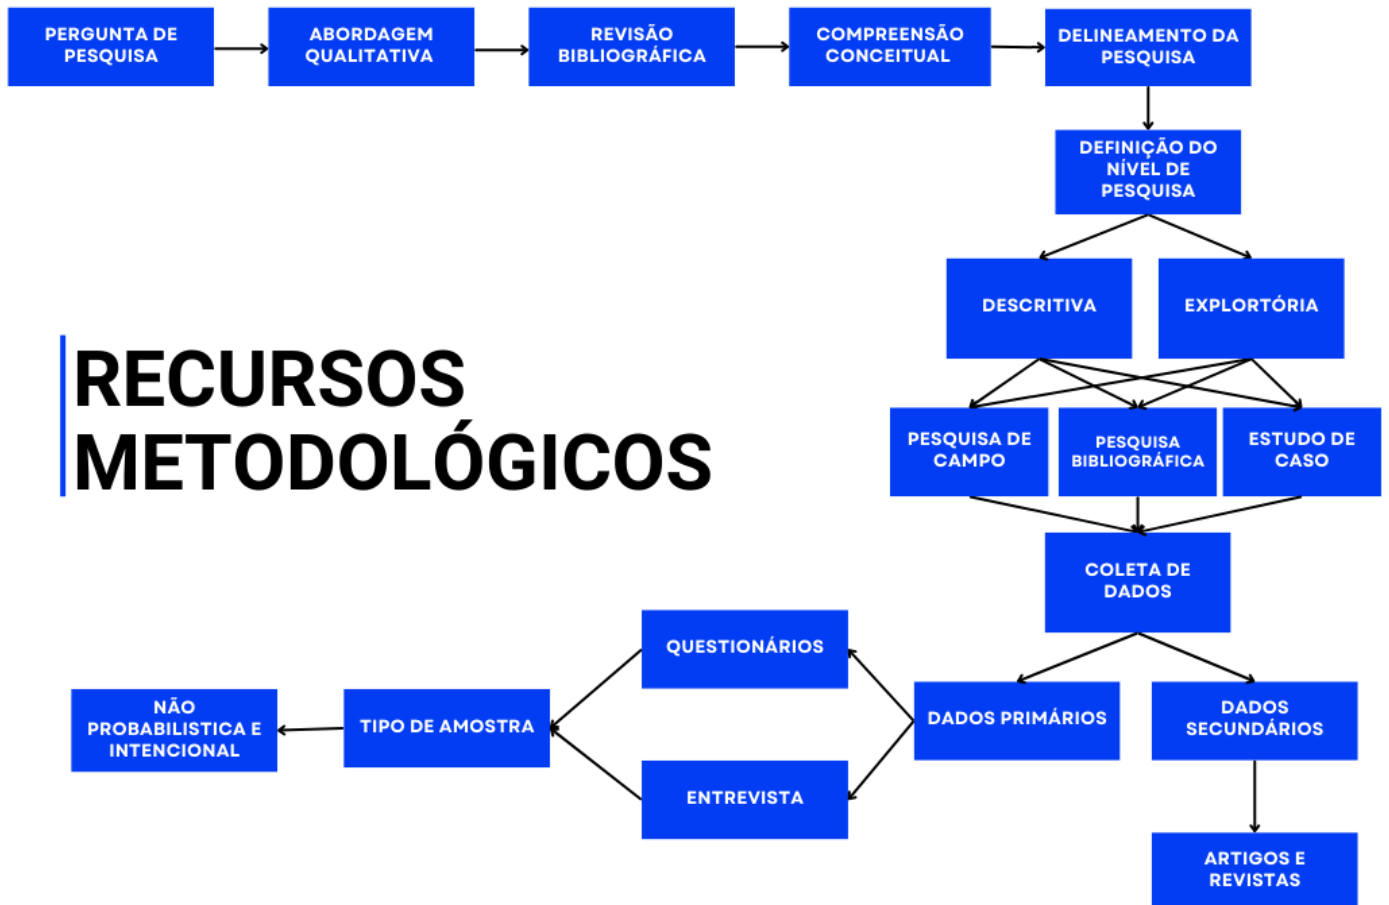 PERGUNTA DE
PESQUISA
ABORDAGEM
QUALITATIVA
REVISÃO
BIBLIOGRÁFICA
COMPREENSÃO
CONCEITUAL
DELINEAMENTO DA
PESQUISA
DEFINIÇÃO DO
NÍVEL DE
PESQUISA
DESCRITIVA
EXPLORTÓRIA
RECURSOS
METODOLÓGICOS
PESQUISA DE
CAMPO
PESQUISA
BIBLIOGRÁFICA
ESTUDO DE
CASO
COLETA DE
DADOS
DADOS PRIMÁRIOS
DADOS
SECUNDÁRIOS
QUESTIONÁRIOS
ENTREVISTA
TIPO DE AMOSTRA
NÃO
PROBABILISTICA E
INTENCIONAL
ARTIGOS E
REVISTAS